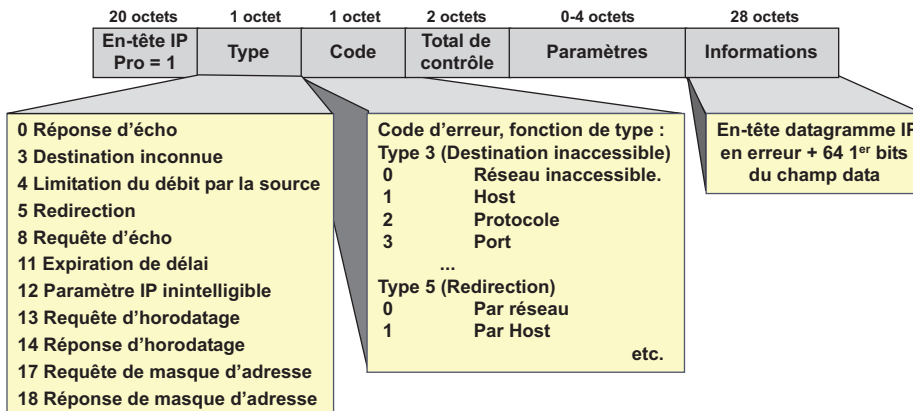 20 octets 1 octet 1 octet 2 octets 0-4 octets 28 octets
En-tête IP
Pro = 1
Type
Code
Total de
contrôle
Paramètres
Informations
0 Réponse d'écho
3 Destination inconnue
4 Limitation du débit par la source
5 Redirection
8 Requête d'écho
11 Expiration de délai
12 Paramètre IP inintelligible
13 Requête d'horodatage
14 Réponse d'horodatage
17 Requête de masque d'adresse
18 Réponse de masque d'adresse
Code d'erreur, fonction de type :
Type 3 (Destination inaccessible)
0 Réseau inaccessible.
1 Host
2 Protocole
3 Port
...
Type 5 (Redirection)
0 Par réseau
1 Par Host
etc.
En-tête datagramme IP
en erreur + 64 1er bits
du champ data